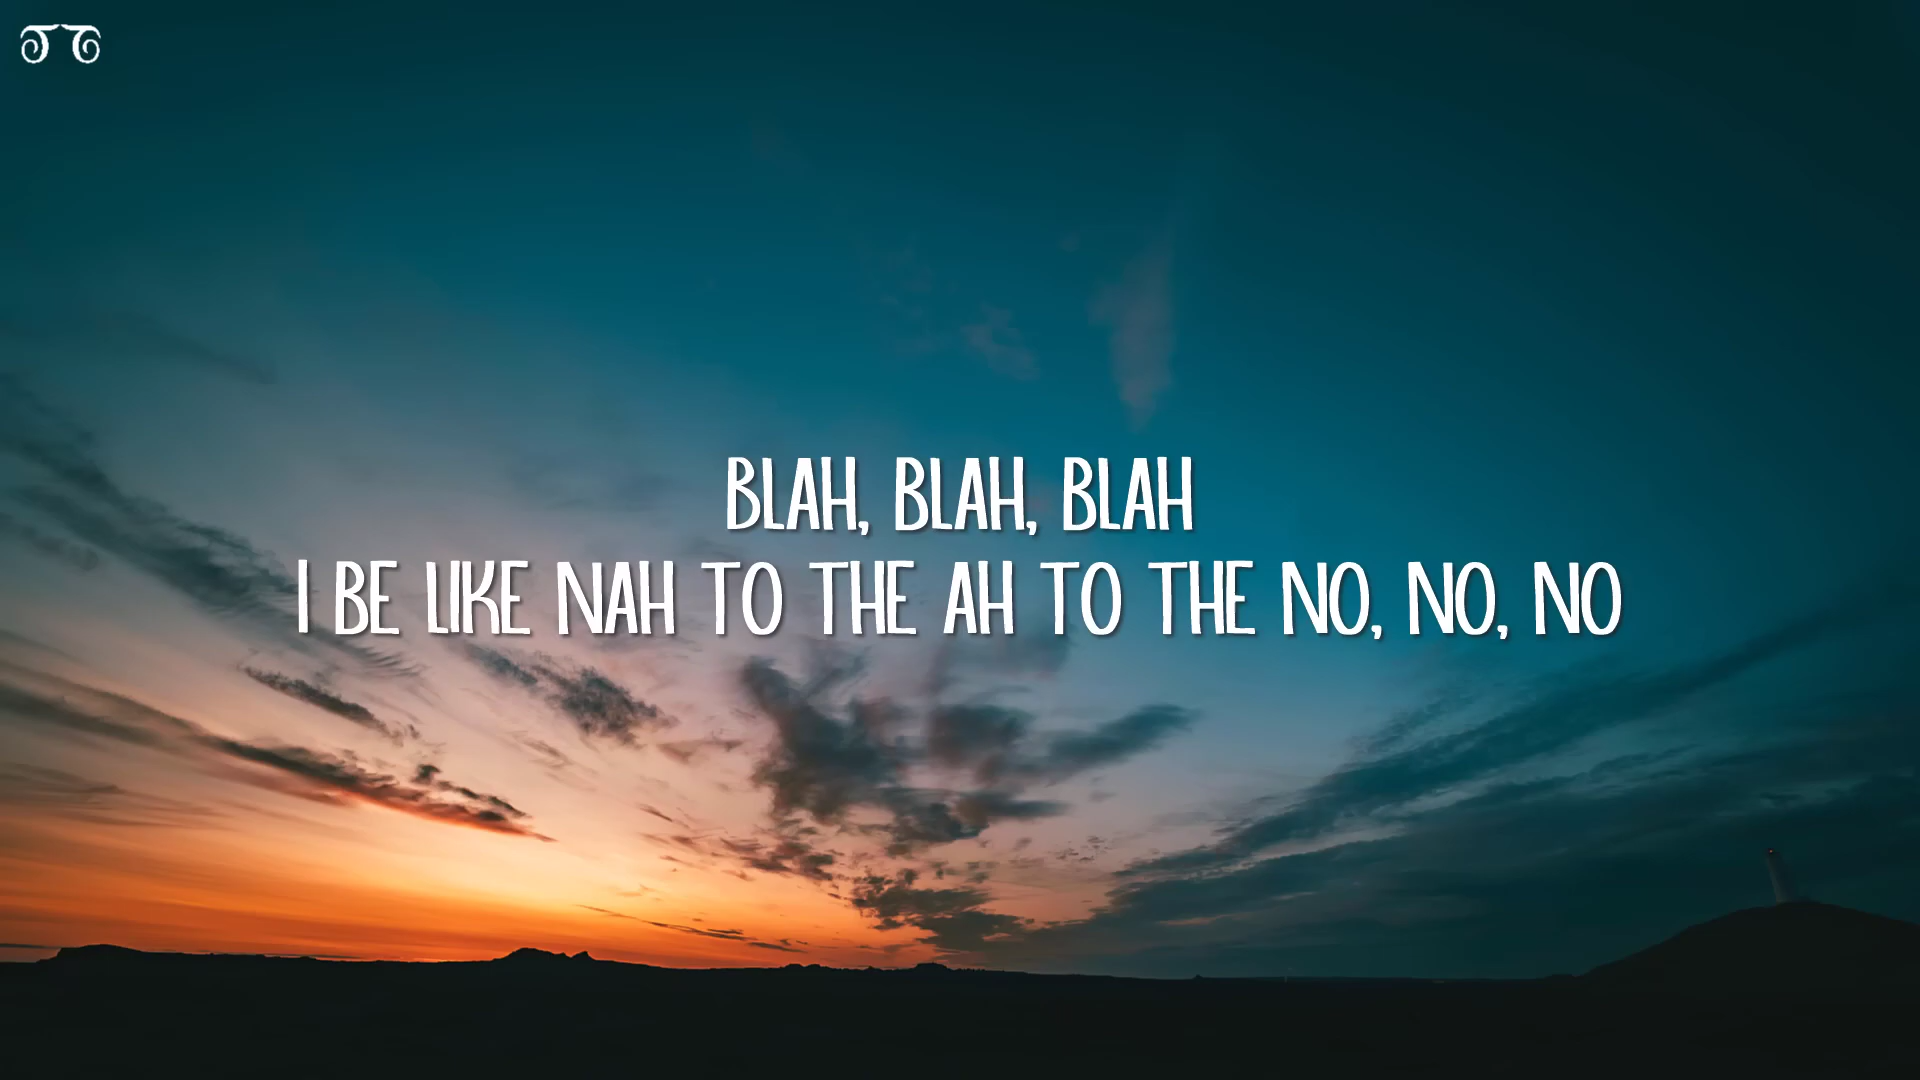 BLAH, BLAH, BLAH
I BE LIKE NAH TO THE AH TO THE NO, NO, NO